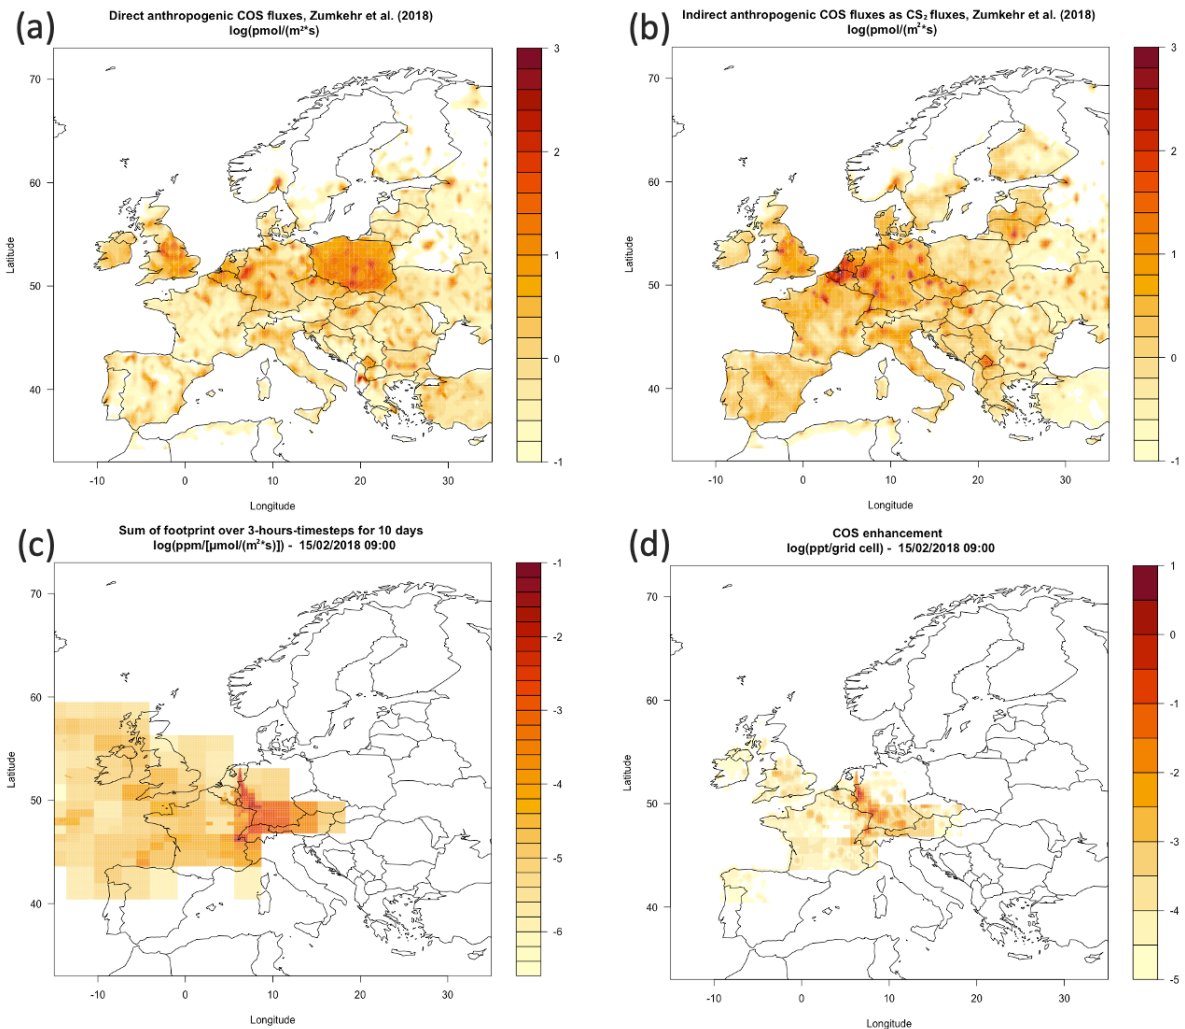 (a)
Direct anthropogenic COS fluxes, Zumkehr et al. (2018)
log(pmol/(m²*s)
70
60
50
40
Latitude
-10
0
10
20
30
Longitude
3
2
1
0
-1
(b)
Indirect anthropogenic COS fluxes as CS₂ fluxes, Zumkehr et al. (2018)
log(pmol/(m²*s)
70
60
50
40
Latitude
-10
0
10
20
30
Longitude
3
2
1
0
-1
(c)
Sum of footprint over 3-hours-timesteps for 10 days
log(ppm/[µmol/(m²*s)]) - 15/02/2018 09:00
70
60
50
40
Latitude
-10
0
10
20
30
Longitude
-1
-2
-3
-4
-5
-6
(d)
COS enhancement
log(ppt/grid cell) - 15/02/2018 09:00
70
60
50
40
Latitude
-10
0
10
20
30
Longitude
1
0
-1
-2
-3
-4
-5